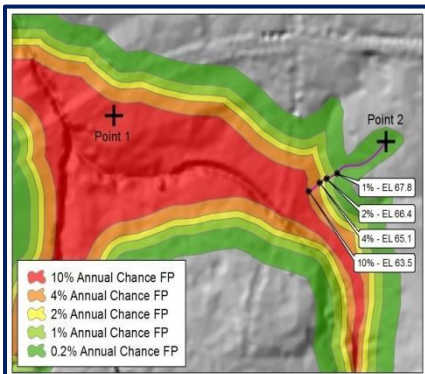 Point 1
Point 2
1% - EL 67.8
2% - EL 66.4
4% - EL 65.1
10% - EL 63.5
10% Annual Chance FP
4% Annual Chance FP
2% Annual Chance FP
1% Annual Chance FP
0.2% Annual Chance FP